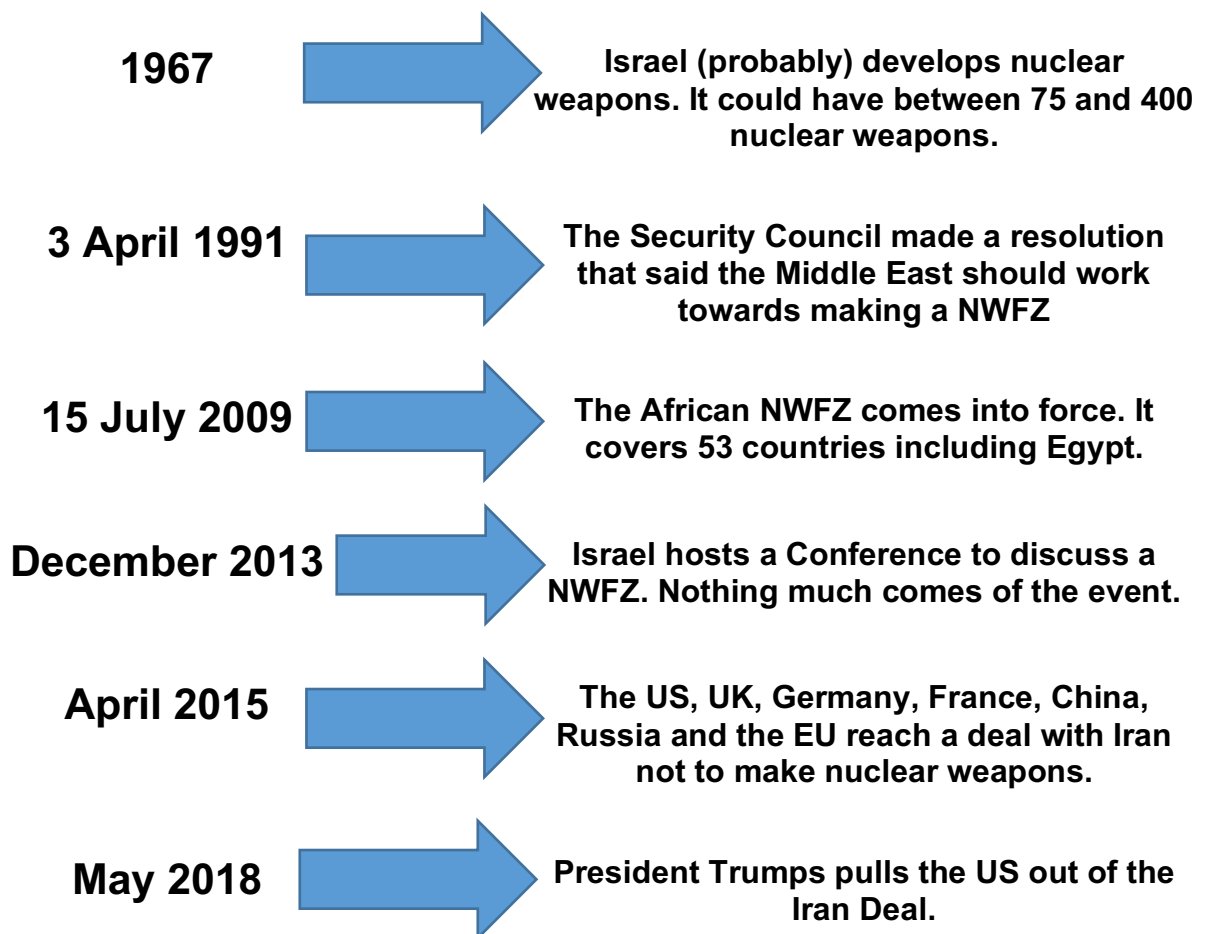 1967
Israel (probably) develops nuclear
weapons. It could have between 75 and 400
nuclear weapons.
3 April 1991
The Security Council made a resolution
that said the Middle East should work
towards making a NWFZ
15 July 2009
The African NWFZ comes into force. It
covers 53 countries including Egypt.
December 2013
Israel hosts a Conference to discuss a
NWFZ. Nothing much comes of the event.
April 2015
The US, UK, Germany, France, China,
Russia and the EU reach a deal with Iran
not to make nuclear weapons.
May 2018
President Trumps pulls the US out of the
Iran Deal.